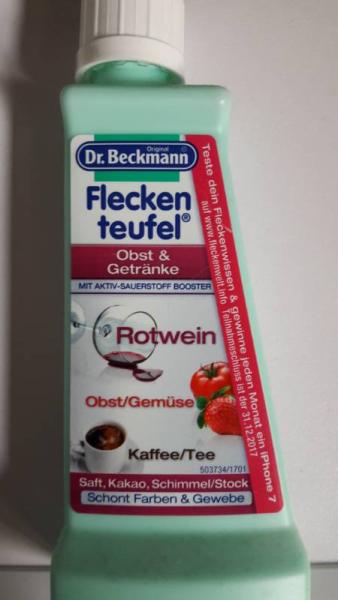 Original
Dr. Beckmann
Flecken
teufel®
Obst &
Getränke
MIT AKTIV-SAUERSTOFF BOOSTER
Rotwein
Obst/Gemüse
Kaffee/Tee
503734/1701
Saft, Kakao, Schimmel/Stock
Schont Farben & Gewebe
Teste dein Fleckenwissen & gewinne jeden Monat ein iPhone 7
auf www.fleckenwelt.info Teilnahmeschluss ist der 31.12.2017